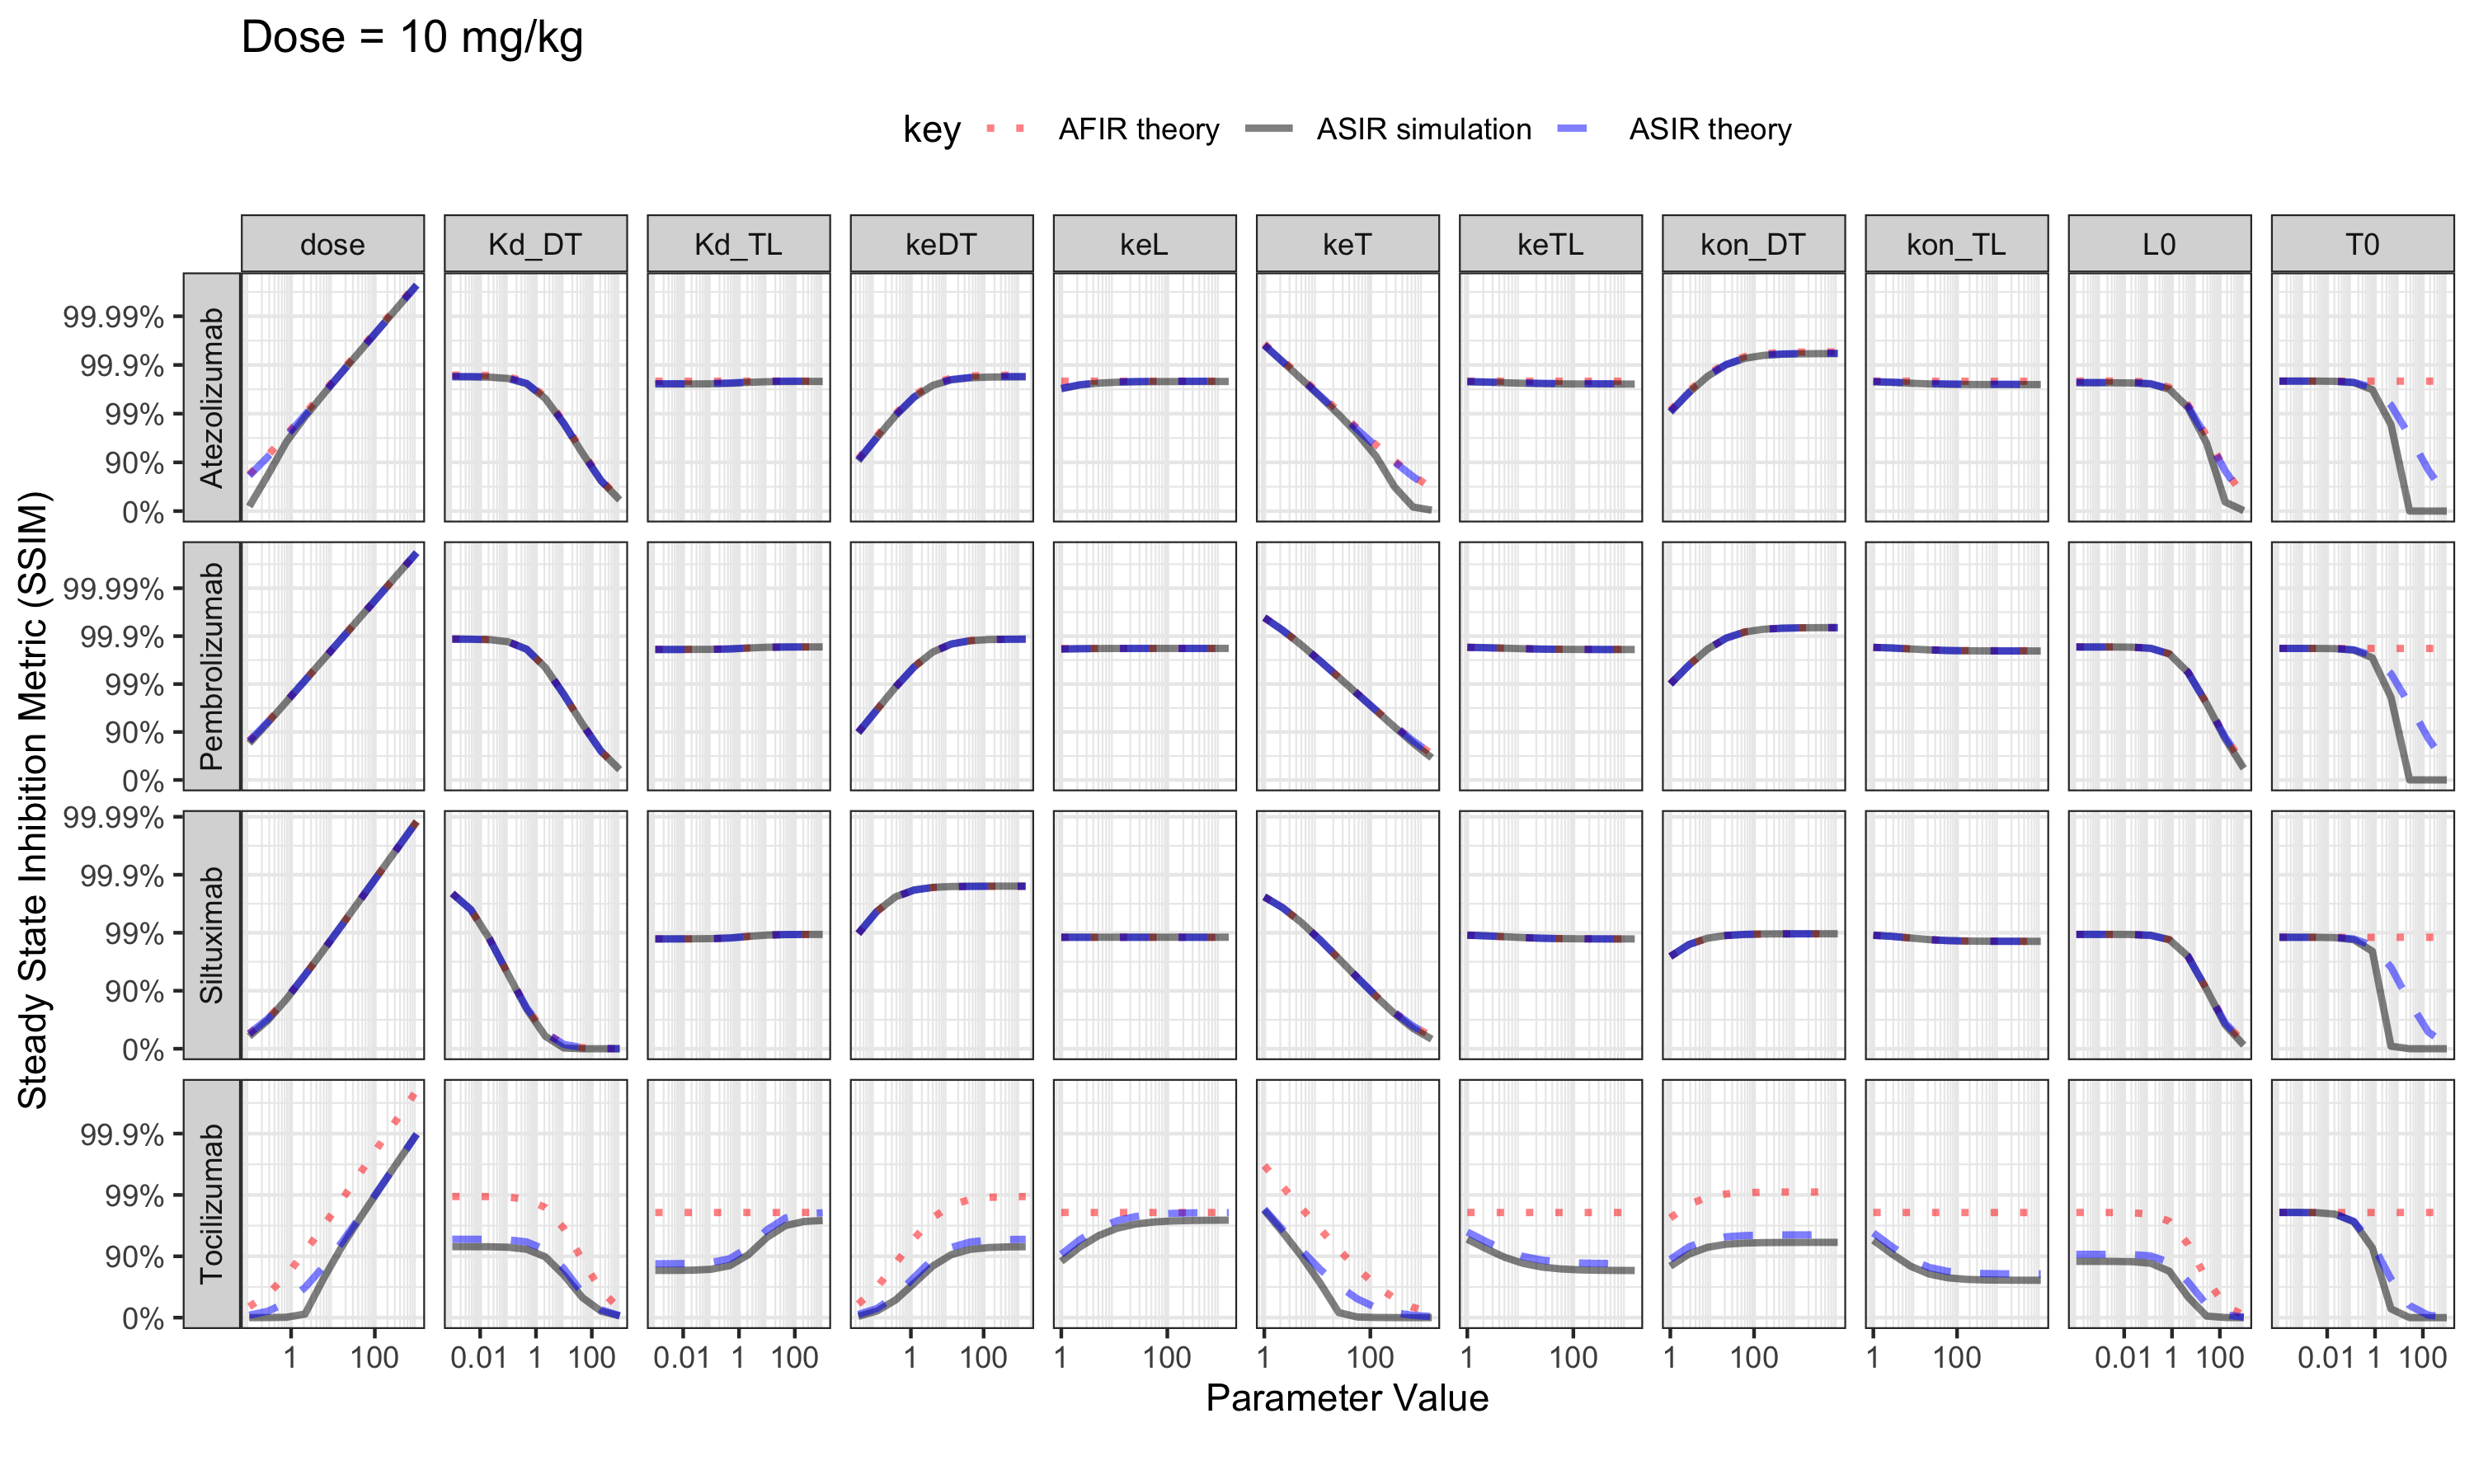 Dose = 10 mg/kg
key AFIR theory ASIR simulation ASIR theory
dose Kd_DT Kd_TL keDT keL keT keTL kon_DT kon_TL L0 T0
Steady State Inhibition Metric (SSIM)
Atezolizumab
99.99%
99.9%
99%
90%
0%
Pembrolizumab
99.99%
99.9%
99%
90%
0%
Siltuximab
99.99%
99.9%
99%
90%
0%
Tocilizumab
99.9%
99%
90%
0%
1 100 0.01 1 100 0.01 1 100 1 100 1 100 1 100 1 100 1 100 1 100 0.01 1 100 0.01 1 100
Parameter Value